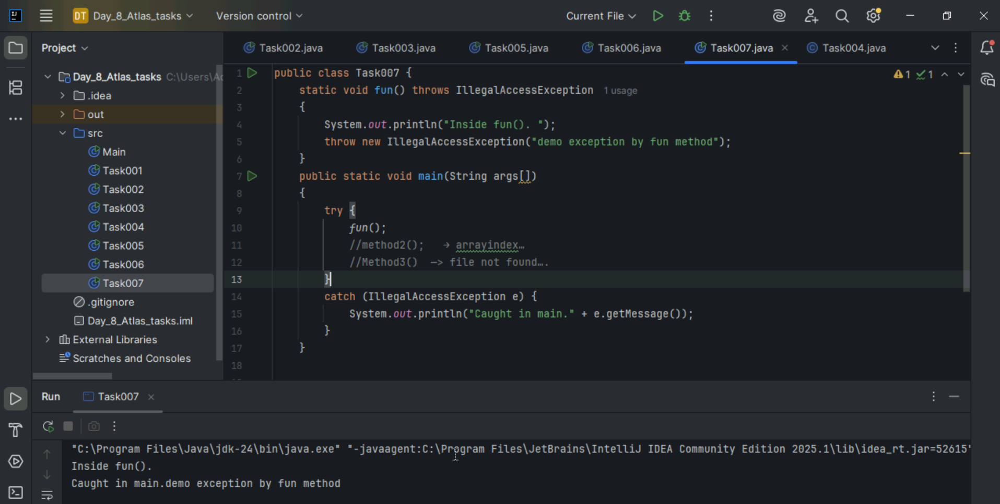 DT Day_8_Atlas_tasks Version control Current File
Project
Task002.java Task003.java Task005.java Task006.java Task007.java Task004.java
Day_8_Atlas_tasks C:\Users\
.idea
out
src
Main
Task001
Task002
Task003
Task004
Task005
Task006
Task007
.gitignore
Day_8_Atlas_tasks.iml
External Libraries
Scratches and Consoles
1 1
1 public class Task007 {
2 static void fun() throws IllegalAccessException 1 usage
3 {
4 System.out.println("Inside fun(). ");
5 throw new IllegalAccessException("demo exception by fun method");
6 }
7 public static void main(String args[])
8 {
9 try {
10 fun();
11 //method2(); → arrayindex…
12 //Method3() —> file not found….
13 }
14 catch (IllegalAccessException e) {
15 System.out.println("Caught in main." + e.getMessage());
16 }
17 }
18
Run Task007
"C:\Program Files\Java\jdk-24\bin\java.exe" "-javaagent:C:\Program Files\JetBrains\IntelliJ IDEA Community Edition 2025.1\lib\idea_rt.jar=52615"
Inside fun().
Caught in main.demo exception by fun method